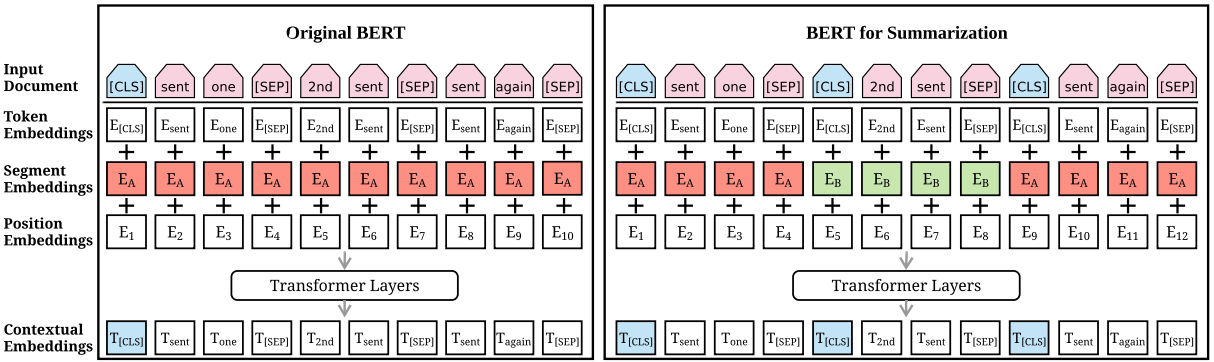 Original BERT
BERT for Summarization
Input
Document
[CLS] sent one [SEP] 2nd sent [SEP] sent again [SEP]
[CLS] sent one [SEP] [CLS] 2nd sent [SEP] [CLS] sent again [SEP]
Token
Embeddings
E[CLS] Esent Eone E[SEP] E2nd Esent E[SEP] Esent Eagain E[SEP]
E[CLS] Esent Eone E[SEP] E[CLS] E2nd Esent E[SEP] E[CLS] Esent Eagain E[SEP]
+ + + + + + + + + +
+ + + + + + + + + + + +
Segment
Embeddings
EA EA EA EA EA EA EA EA EA EA
EA EA EA EA EB EB EB EB EA EA EA EA
+ + + + + + + + + +
+ + + + + + + + + + + +
Position
Embeddings
E1 E2 E3 E4 E5 E6 E7 E8 E9 E10
E1 E2 E3 E4 E5 E6 E7 E8 E9 E10 E11 E12
Transformer Layers
Transformer Layers
Contextual
Embeddings
T[CLS] Tsent Tone T[SEP] T2nd Tsent T[SEP] Tsent Tagain T[SEP]
T[CLS] Tsent Tone T[SEP] T[CLS] T2nd Tsent T[SEP] T[CLS] Tsent Tagain T[SEP]